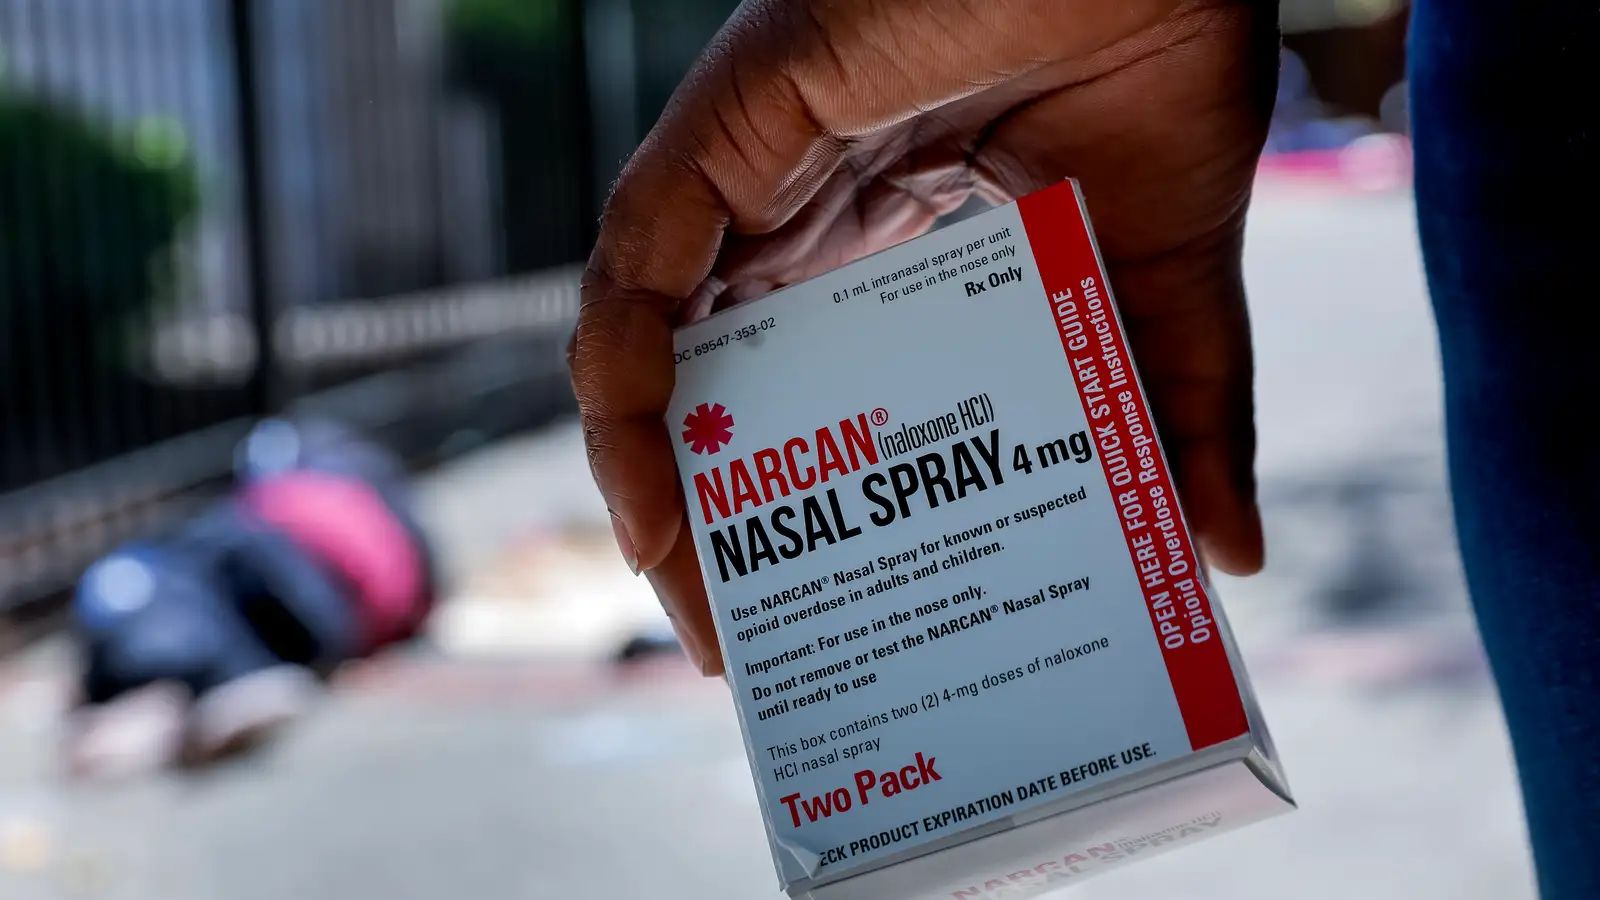 0.1 mL intranasal spray per unit
For use in the nose only
Rx Only
DC 69547-353-02
NARCAN® (naloxone HCl)
NASAL SPRAY 4 mg
Use NARCAN® Nasal Spray for known or suspected
opioid overdose in adults and children.
Important: For use in the nose only.
Do not remove or test the NARCAN® Nasal Spray
until ready to use
This box contains two (2) 4-mg doses of naloxone
HCl nasal spray
Two Pack
ECK PRODUCT EXPIRATION DATE BEFORE USE.
OPEN HERE FOR QUICK START GUIDE
Opioid Overdose Response Instructions
NARCAN® (naloxone HCl)
NASAL SPRAY